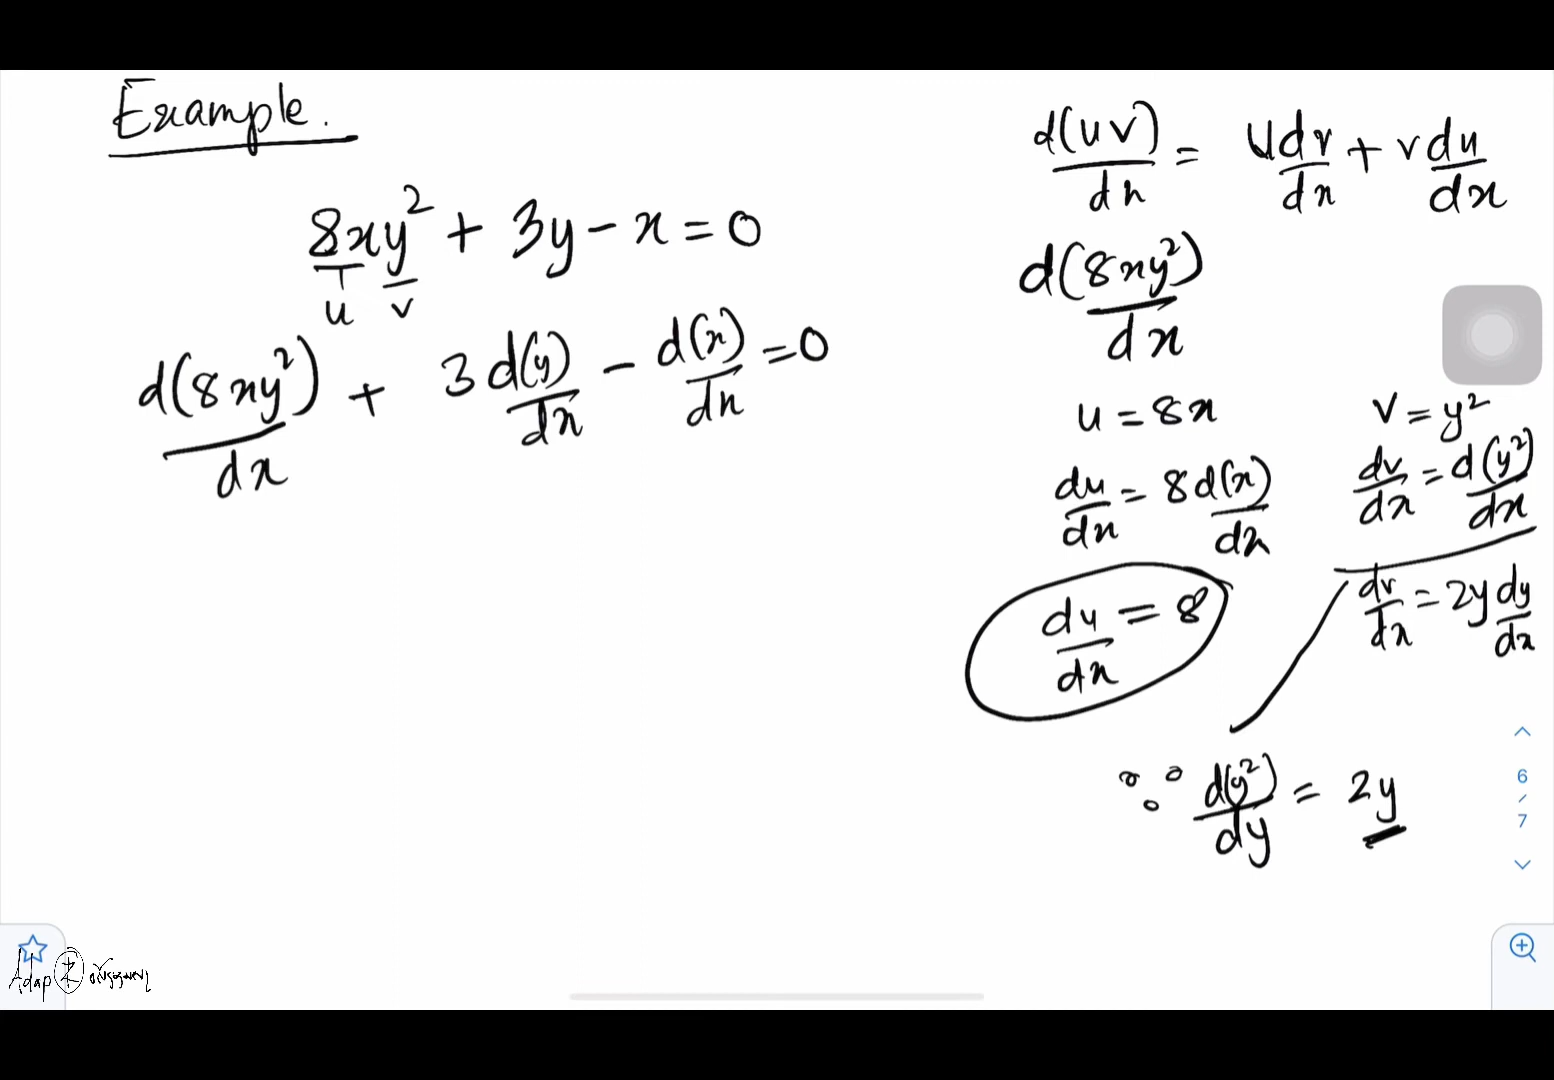 Example.
8xy² + 3y - x = 0
u v
d(8xy²)/dx + 3 d(y)/dx - d(x)/dx = 0
d(uv)/dx = u dv/dx + v du/dx
d(8xy²)/dx
u = 8x
du/dx = 8 d(x)/dx
du/dx = 8
v = y²
dv/dx = d(y²)/dx
dv/dx = 2y dy/dx
∵ d(y²)/dy = 2y
6/7
Adap